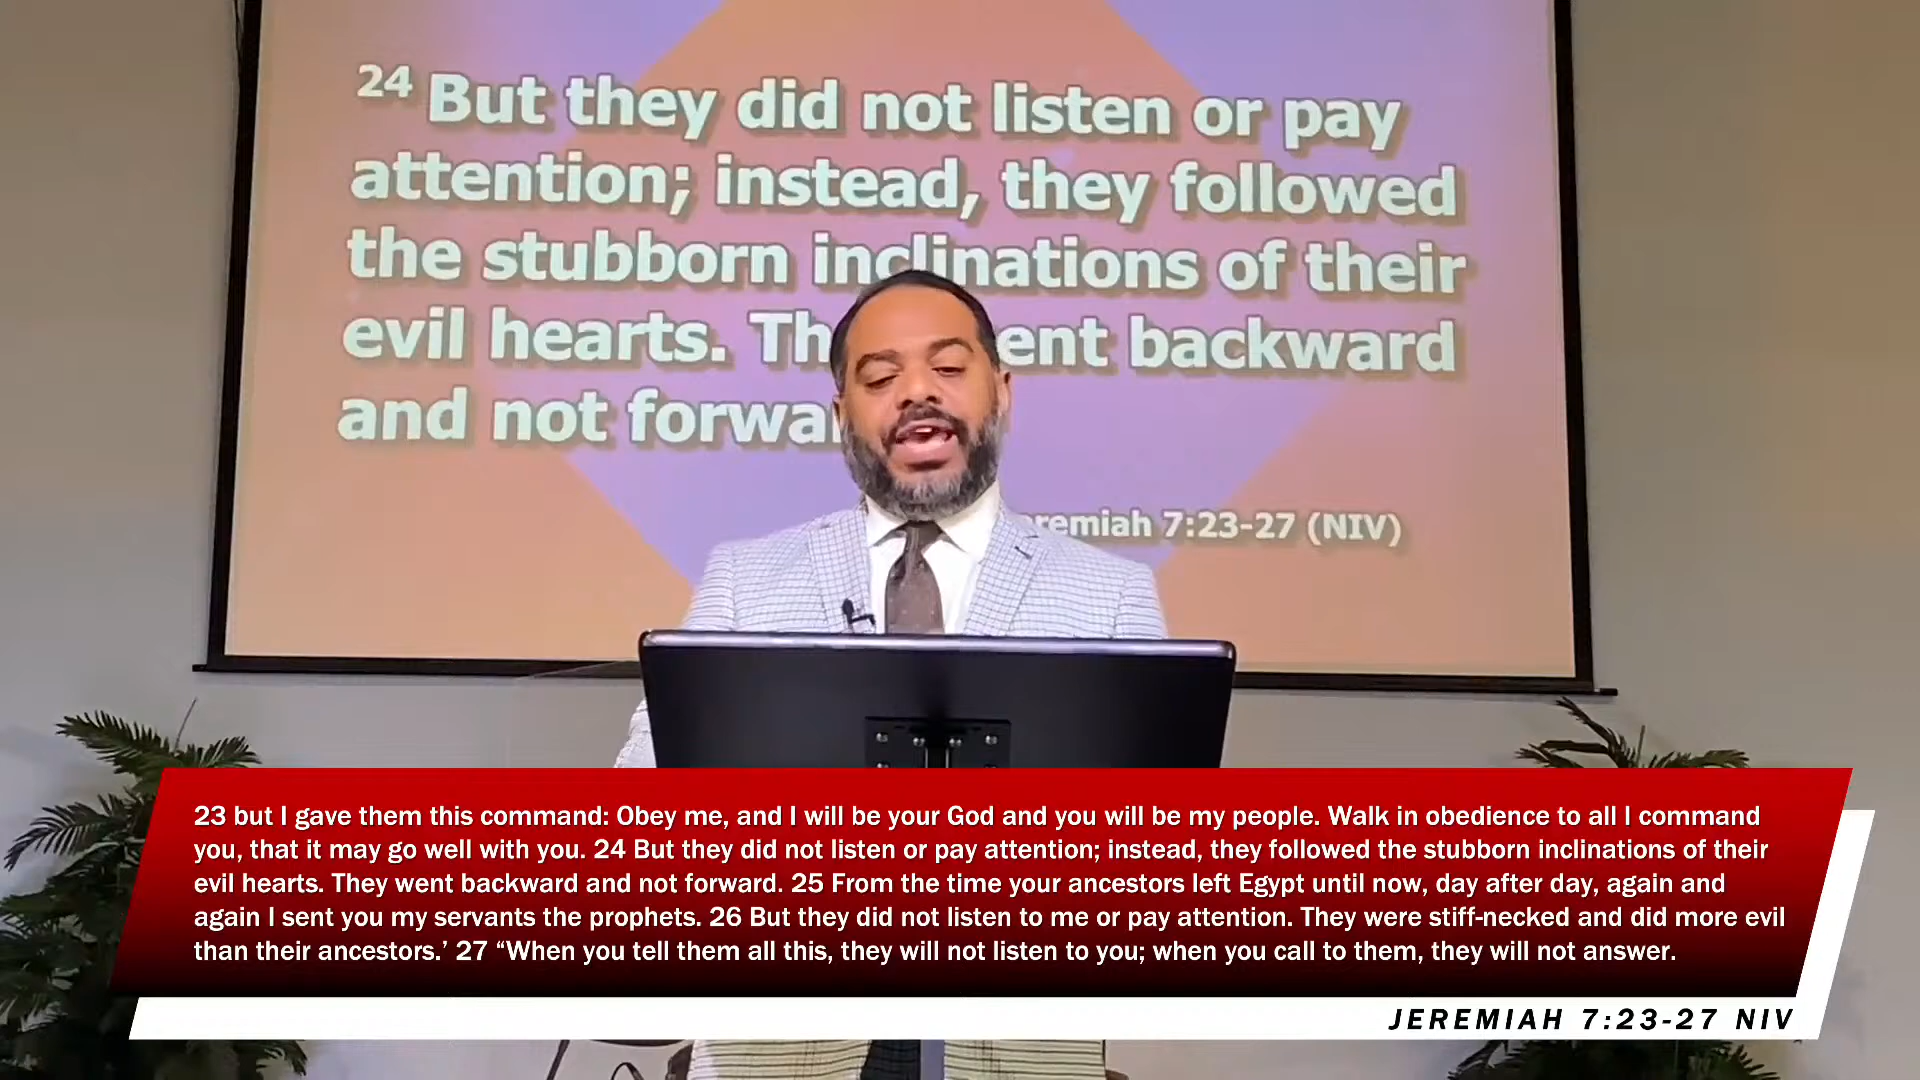 24 But they did not listen or pay
attention; instead, they followed
the stubborn inclinations of their
evil hearts. backward
and not
7:23-27 (NIV)
23 but I gave them this command: Obey me, and I will be your God and you will be my people. Walk in obedience to all I command
you, that it may go well with you. 24 But they did not listen or pay attention; instead, they followed the stubborn inclinations of their
evil hearts. They went backward and not forward. 25 From the time your ancestors left Egypt until now, day after day, again and
again I sent you my servants the prophets. 26 But they did not listen to me or pay attention. They were stiff-necked and did more evil
than their ancestors.’ 27 “When you tell them all this, they will not listen to you; when you call to them, they will not answer.
JEREMIAH 7:23-27 NIV